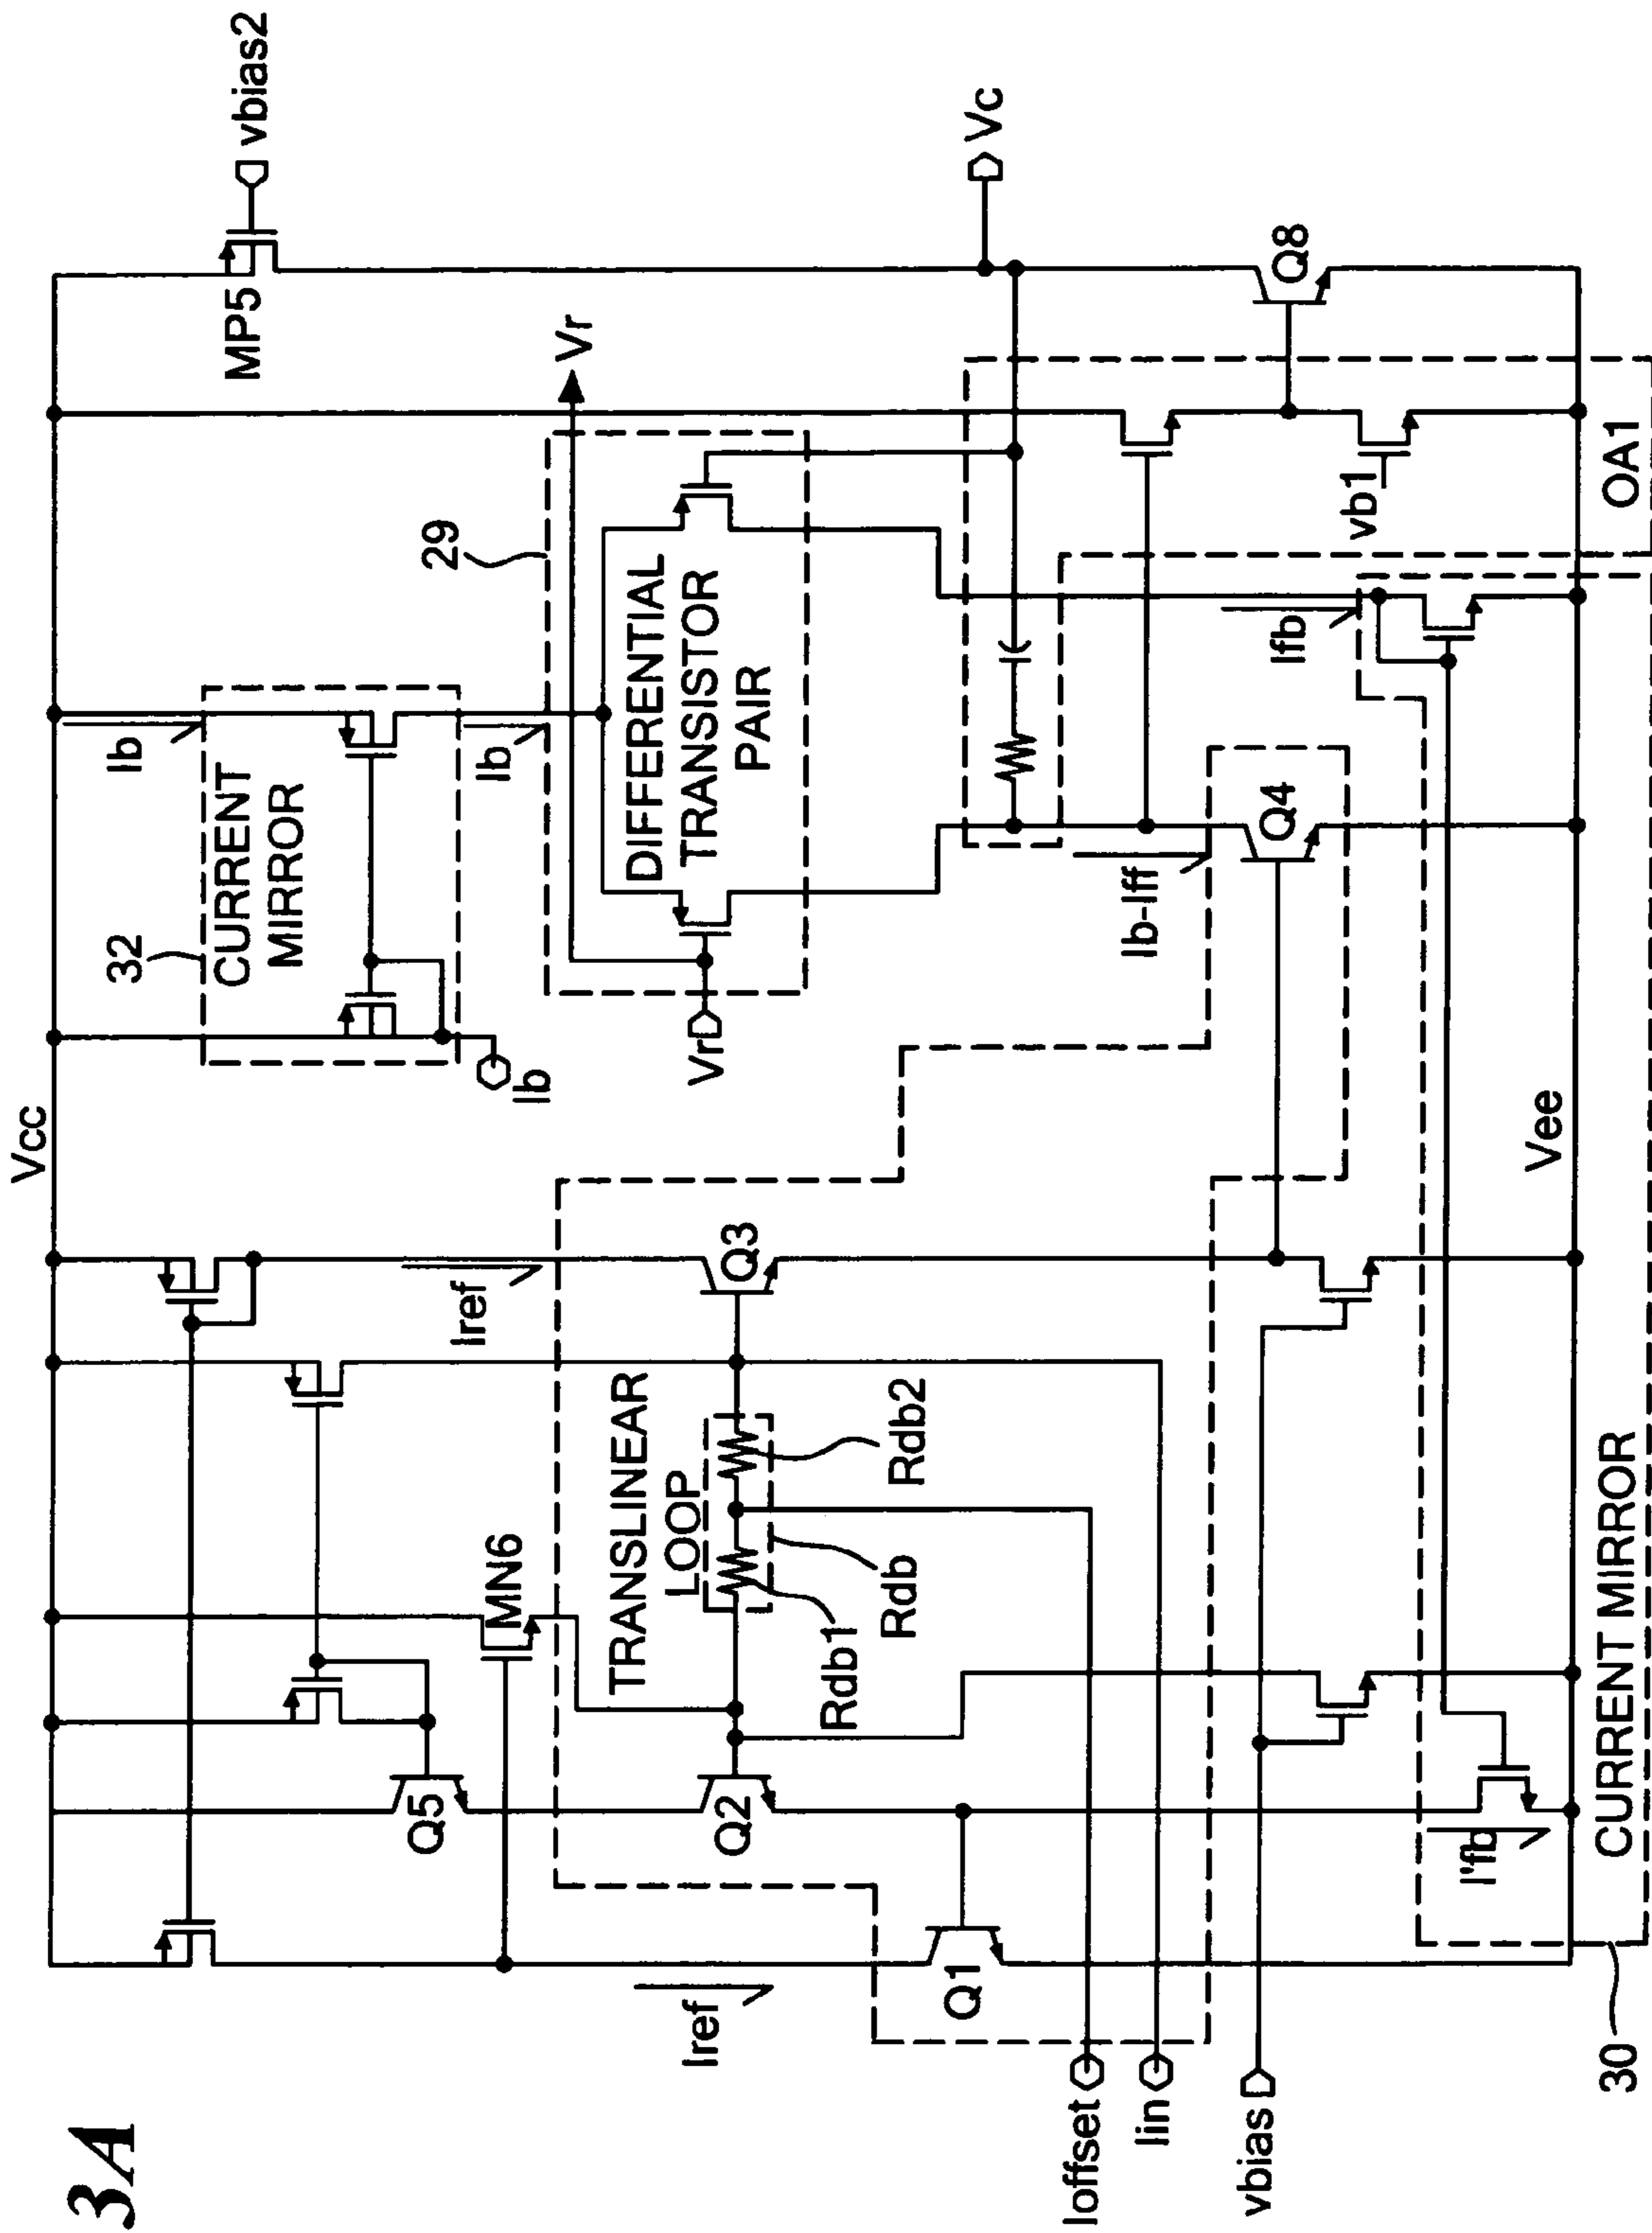 3A
Vcc
Vee
vbias2
MP5
Vc
Q8
Vr
29
DIFFERENTIAL
TRANSISTOR
PAIR
Ib
Ib
32
CURRENT
MIRROR
Ib
Vr
OA1
vb1
Ifb
Q4
Ib-Iff
Iref
Q3
TRANSLINEAR
LOOP
Rdb2
Rdb
Rdb1
MN6
Q5
Q2
Q1
Iref
I'fb
CURRENT MIRROR
30
Ioffset
Iin
vbias